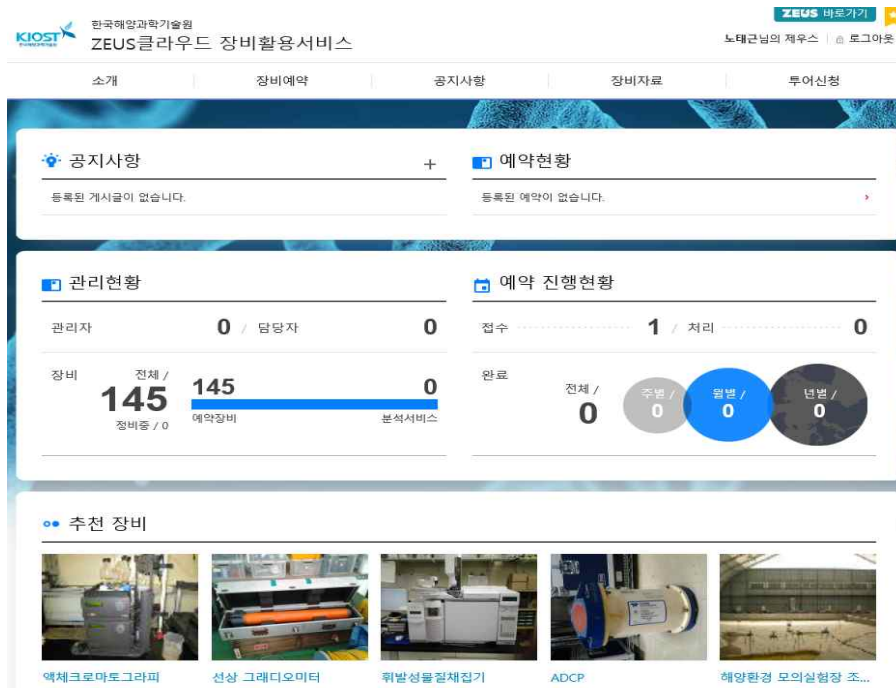 ZEUS 바로가기
KIOST
한국해양과학기술원
한국해양과학기술원
ZEUS클라우드 장비활용서비스
노태근님의 제우스
로그아웃
소개
장비예약
공지사항
장비자료
투어신청
공지사항
+
등록된 게시글이 없습니다.
예약현황
등록된 예약이 없습니다.
관리현황
관리자 0 / 담당자 0
장비
전체 /
145
정비중 / 0
145
예약장비
0
분석서비스
예약 진행현황
접수 1 / 처리 0
완료
전체 /
0
주별 /
0
월별 /
0
년별 /
0
추천 장비
액체크로마토그라피
선상 그래디오미터
휘발성물질채집기
ADCP
해양환경 모의실험장 조...